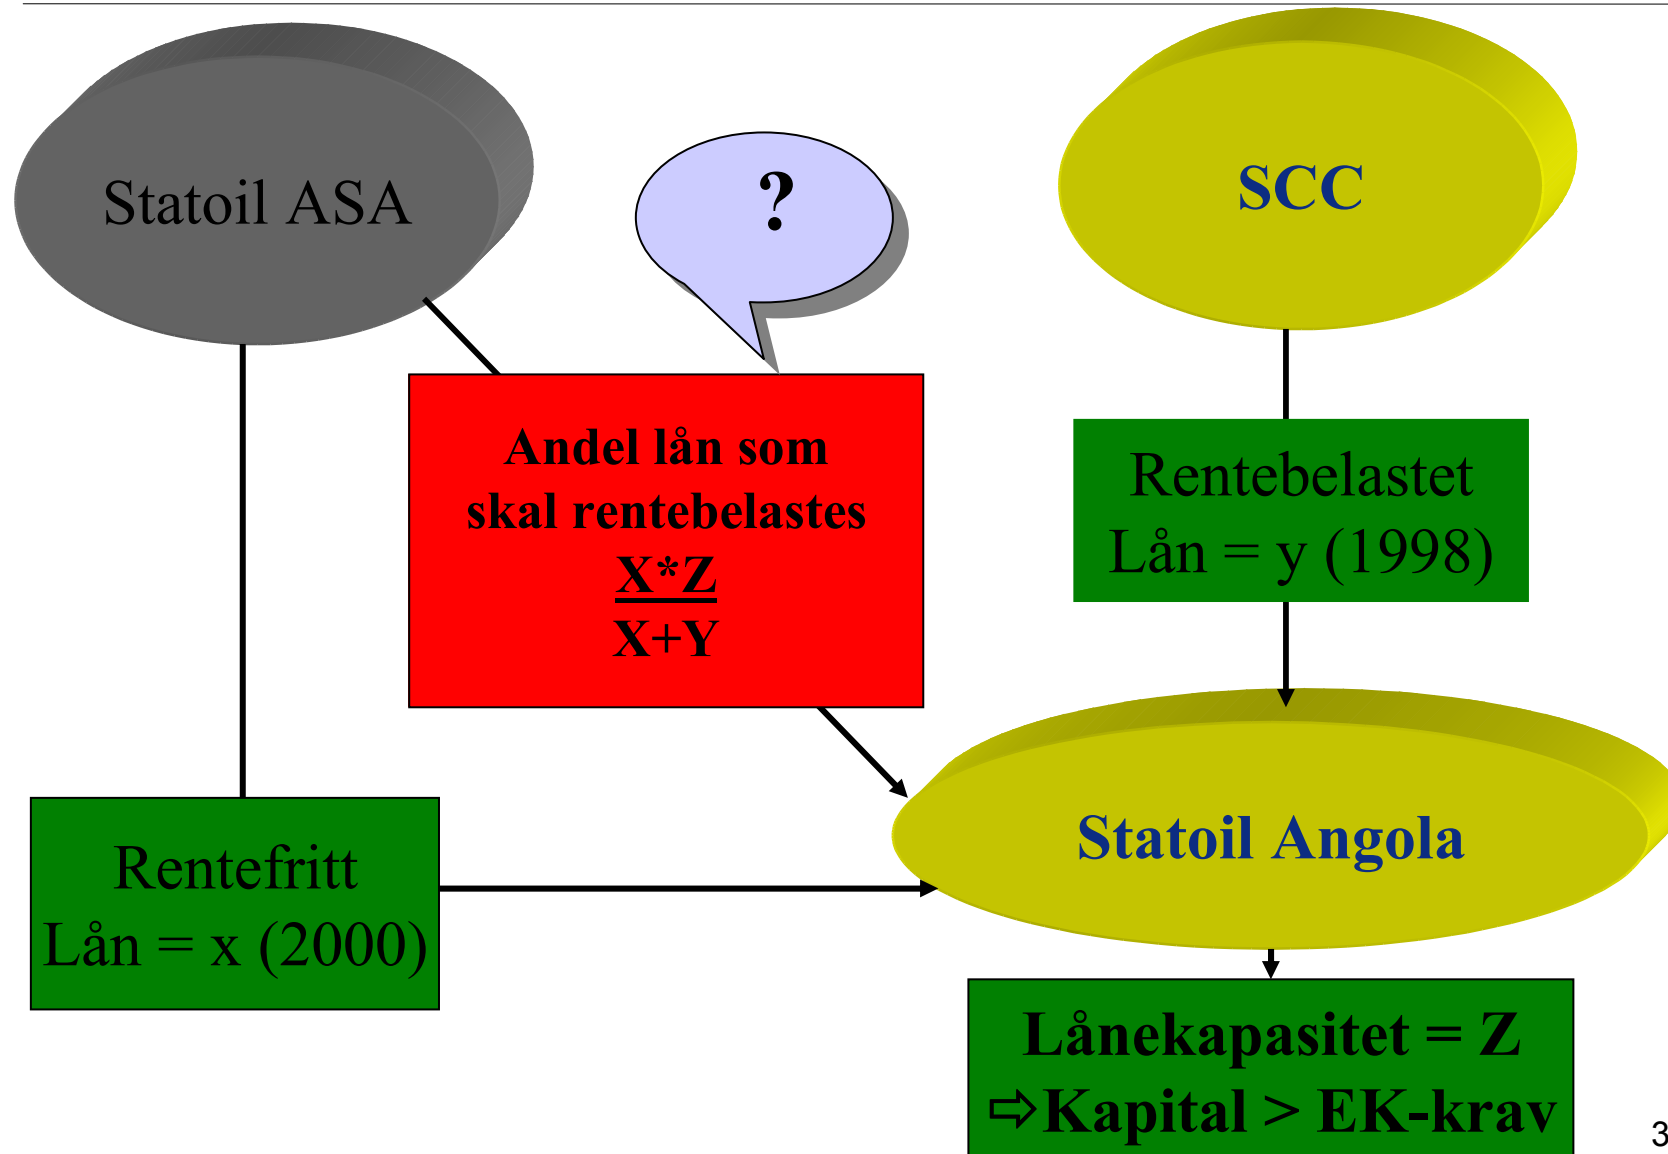 Statoil ASA
?
SCC
Andel lån som
skal rentebelastes
X*Z
X+Y
Rentebelastet
Lån = y (1998)
Statoil Angola
Rentefritt
Lån = x (2000)
Lånekapasitet = Z
⇨Kapital > EK-krav
3